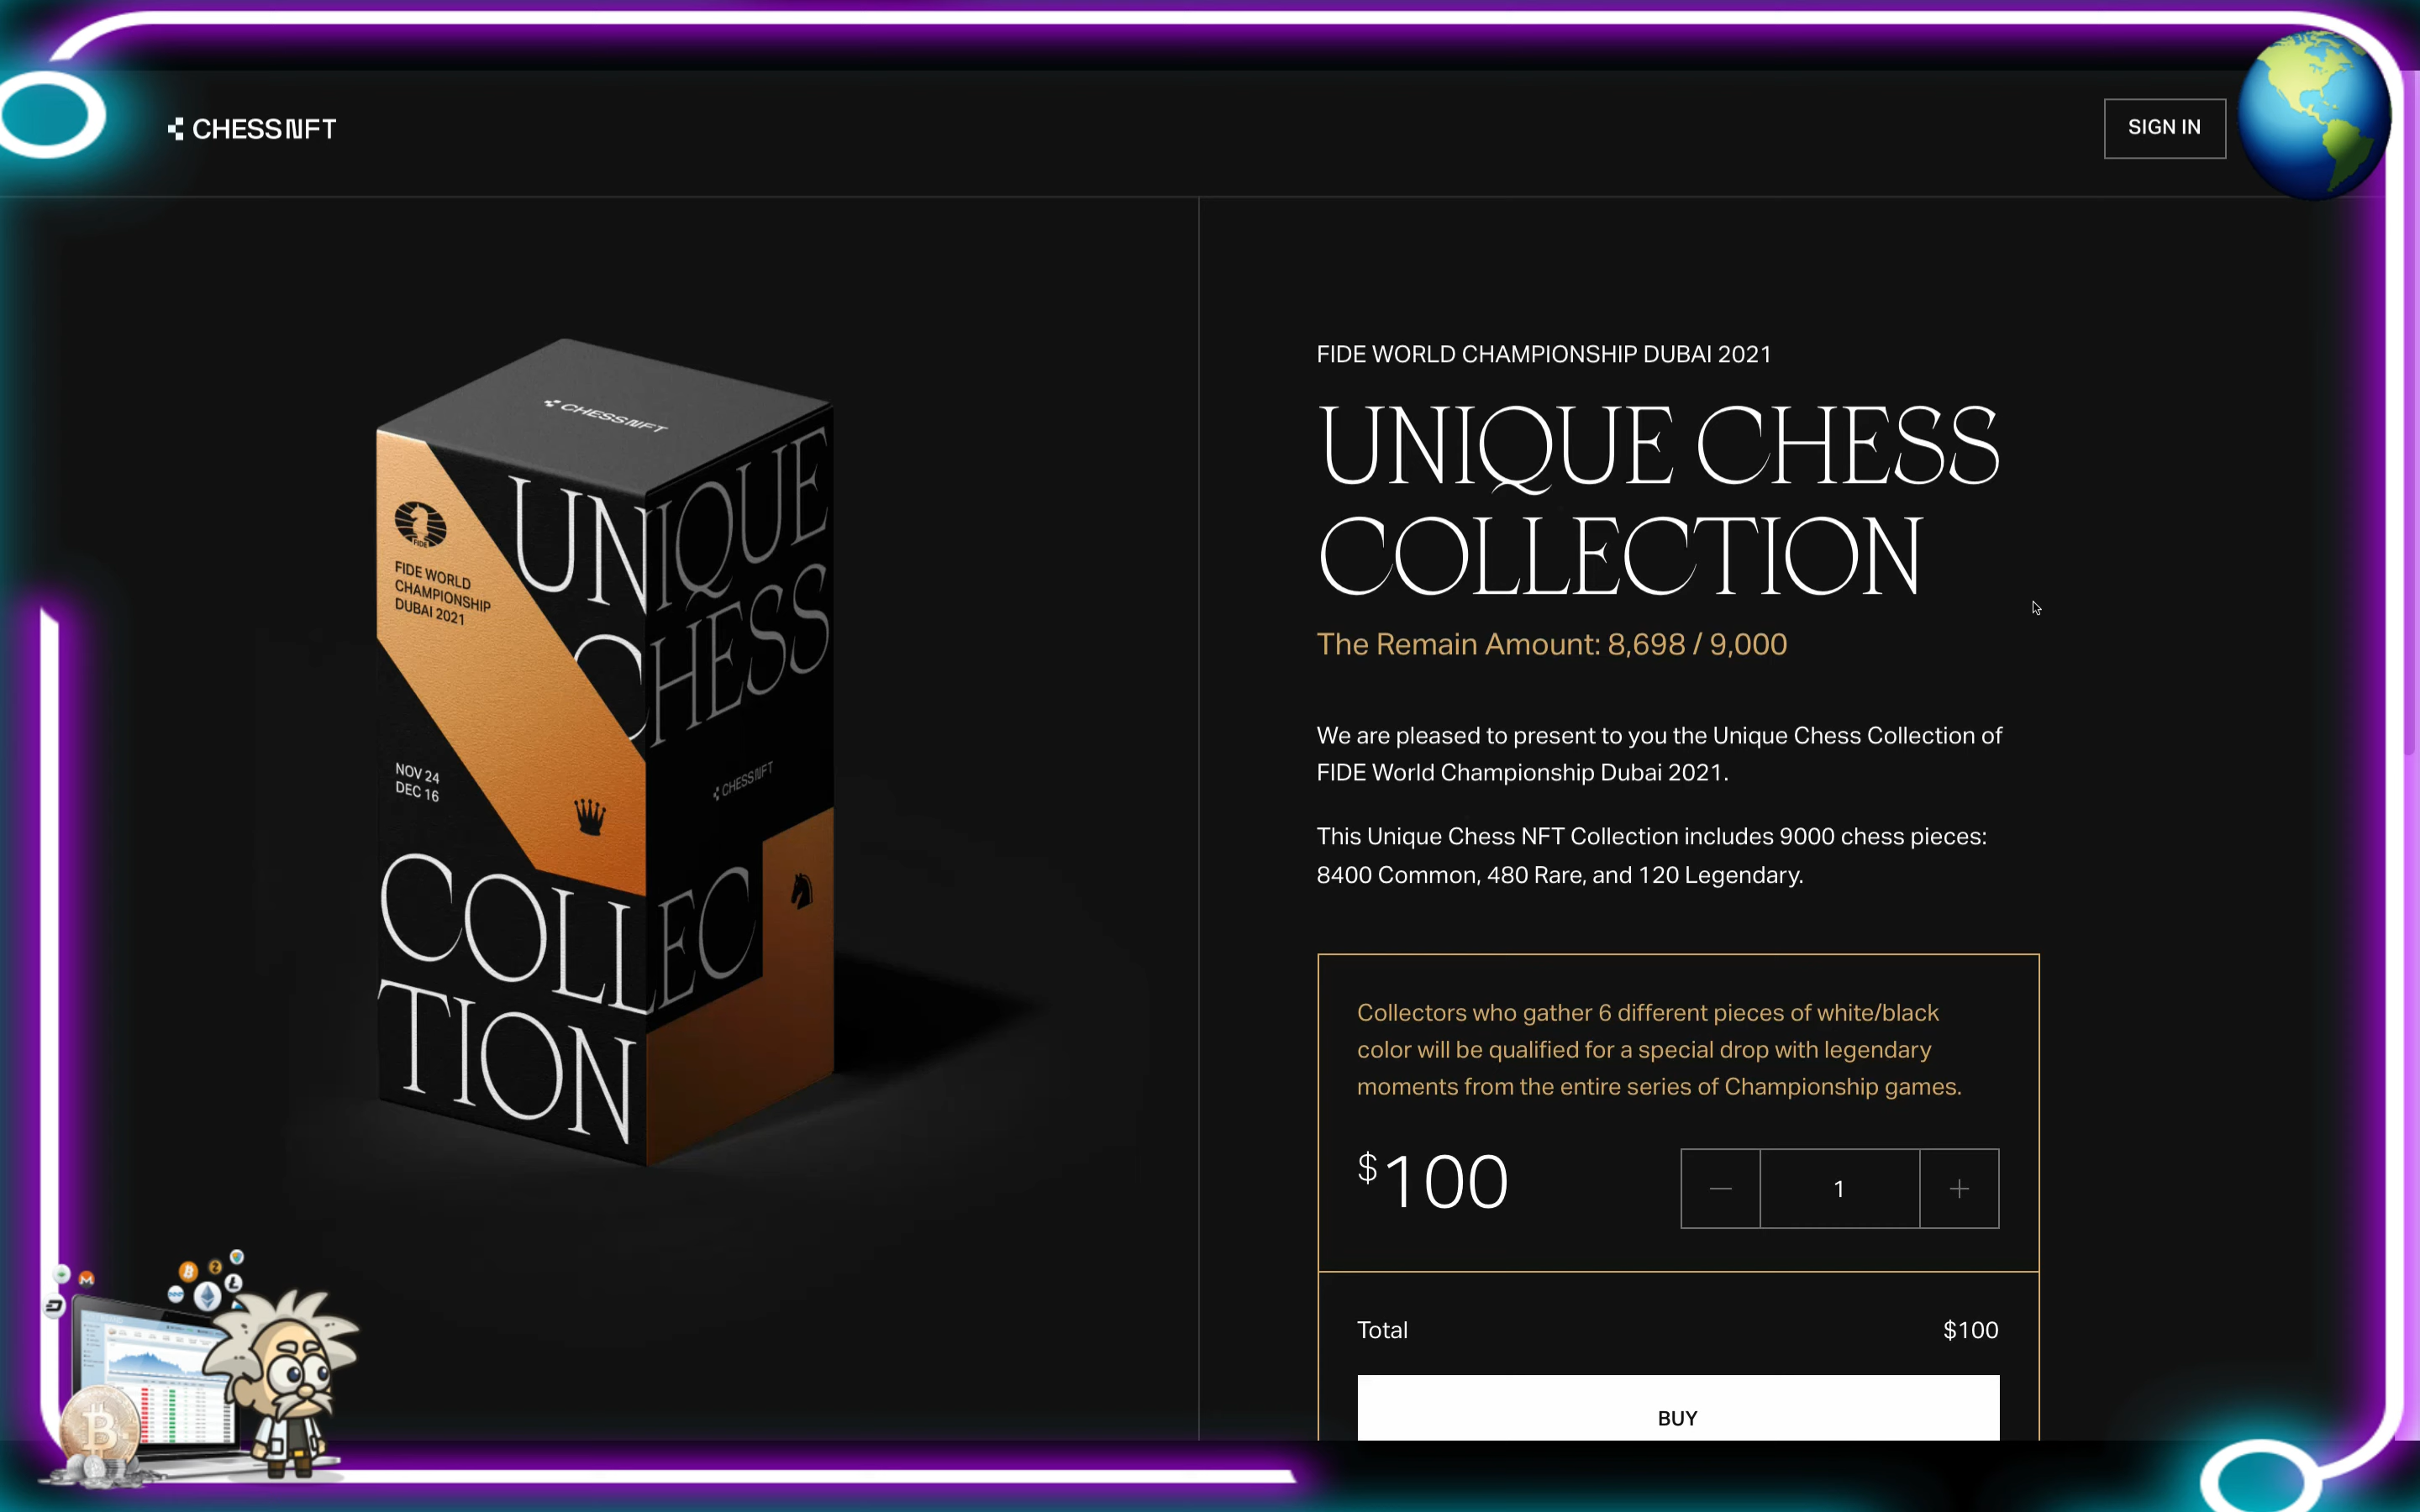 CHESSNFT
SIGN IN
CHESSNFT
UNIQUE
CHESS
FIDE
FIDE WORLD
CHAMPIONSHIP
DUBAI 2021
NOV 24
DEC 16
CHESSNFT
COLLEC
TION
FIDE WORLD CHAMPIONSHIP DUBAI 2021
UNIQUE CHESS
COLLECTION
The Remain Amount: 8,698 / 9,000
We are pleased to present to you the Unique Chess Collection of
FIDE World Championship Dubai 2021.
This Unique Chess NFT Collection includes 9000 chess pieces:
8400 Common, 480 Rare, and 120 Legendary.
Collectors who gather 6 different pieces of white/black
color will be qualified for a special drop with legendary
moments from the entire series of Championship games.
$100
1
Total
$100
BUY